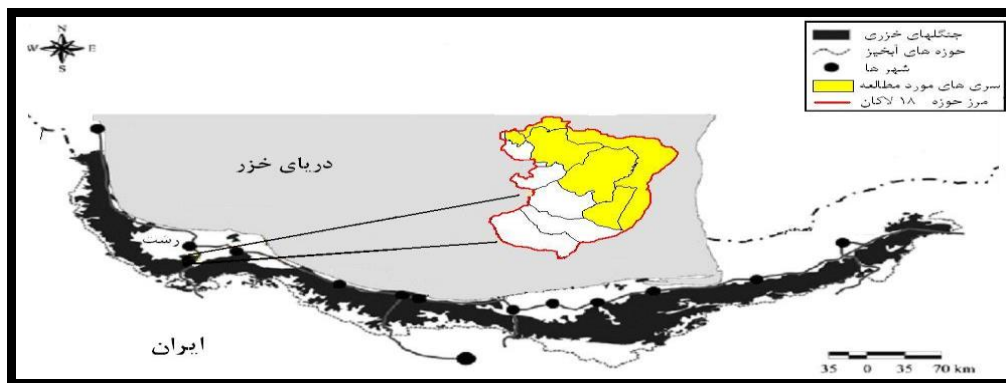 N
W E
S
جنگلهای خزری
حوزه های آبخیز
شهر ها
سری های مورد مطالعه
مرز حوزه ۱۸ لاکان
دریای خزر
رشت
ایران
35 0 35 70 km